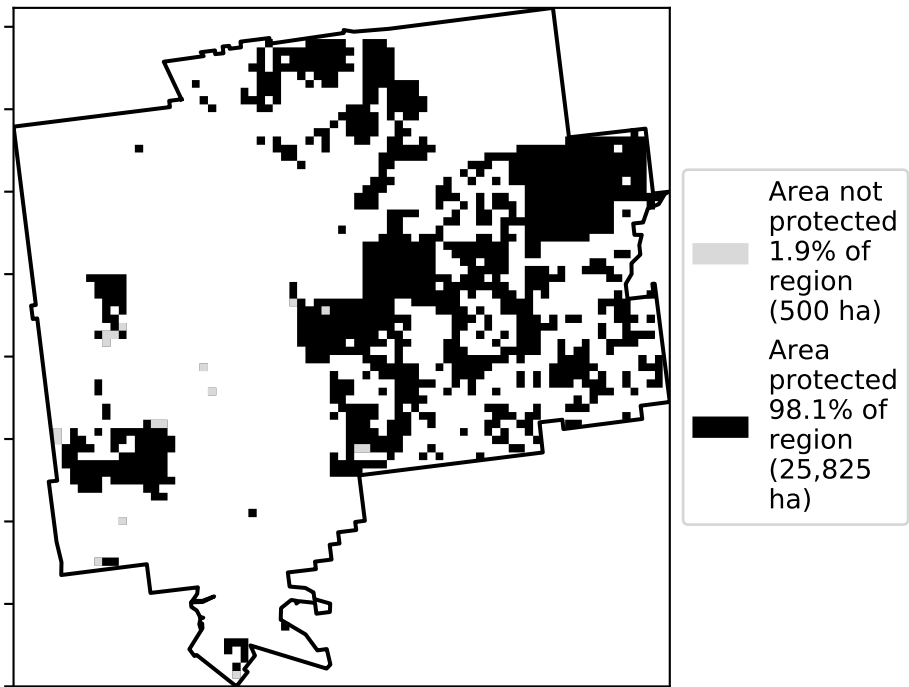 Area not
protected
1.9% of
region
(500 ha)
Area
protected
98.1% of
region
(25,825
ha)